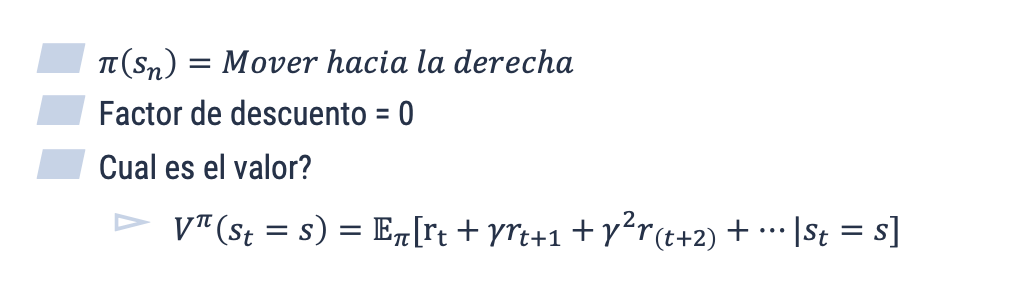 π(sₙ) = Mover hacia la derecha
Factor de descuento = 0
Cual es el valor?
V^π(s_t = s) = 𝔼_π[r_t + γr_{t+1} + γ²r_{(t+2)} + ⋯ |s_t = s]